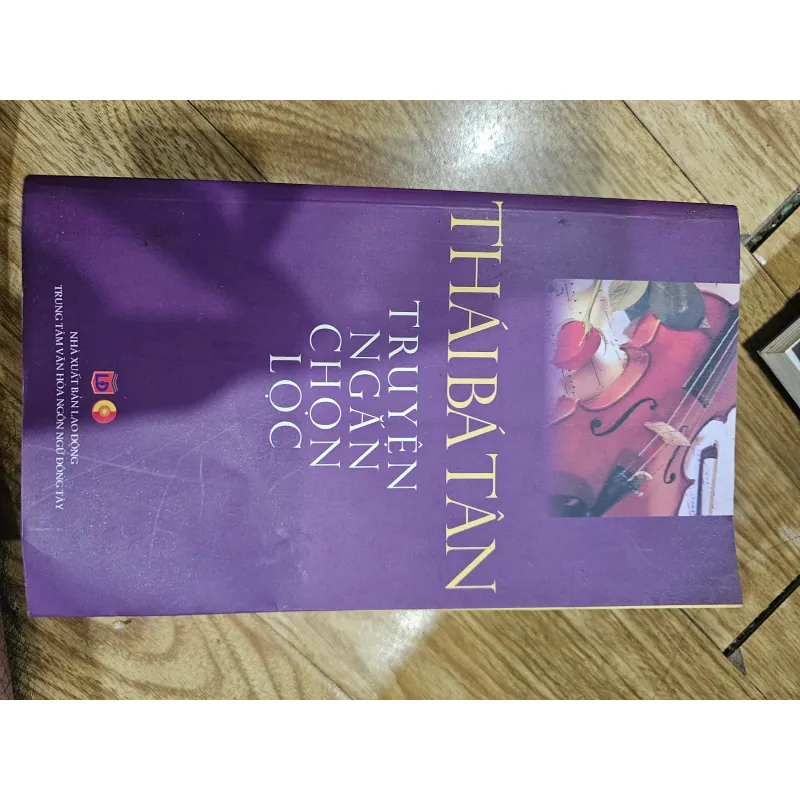 THÁI BÁ TÂN
TRUYỆN
NGẮN
CHỌN
LỌC
LĐ
NHÀ XUẤT BẢN LAO ĐỘNG
TRUNG TÂM VĂN HÓA NGÔN NGỮ ĐÔNG TÂY